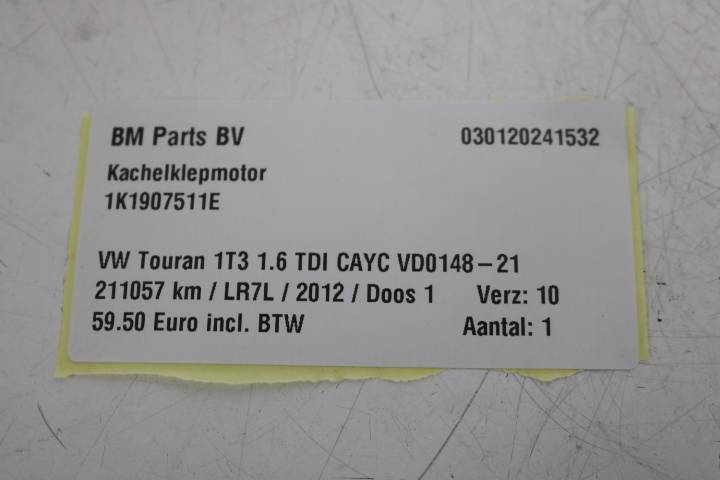 BM Parts BV 030120241532
Kachelklepmotor
1K1907511E
VW Touran 1T3 1.6 TDI CAYC VD0148-21
211057 km / LR7L / 2012 / Doos 1 Verz: 10
59.50 Euro incl. BTW Aantal: 1